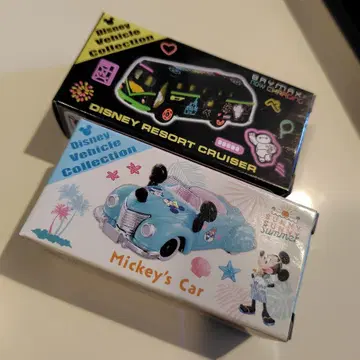 Disney
Vehicle
Collection
BAYMAX
DISNEY RESORT CRUISER
Disney
Vehicle
Collection
Mickey's Car
Summer